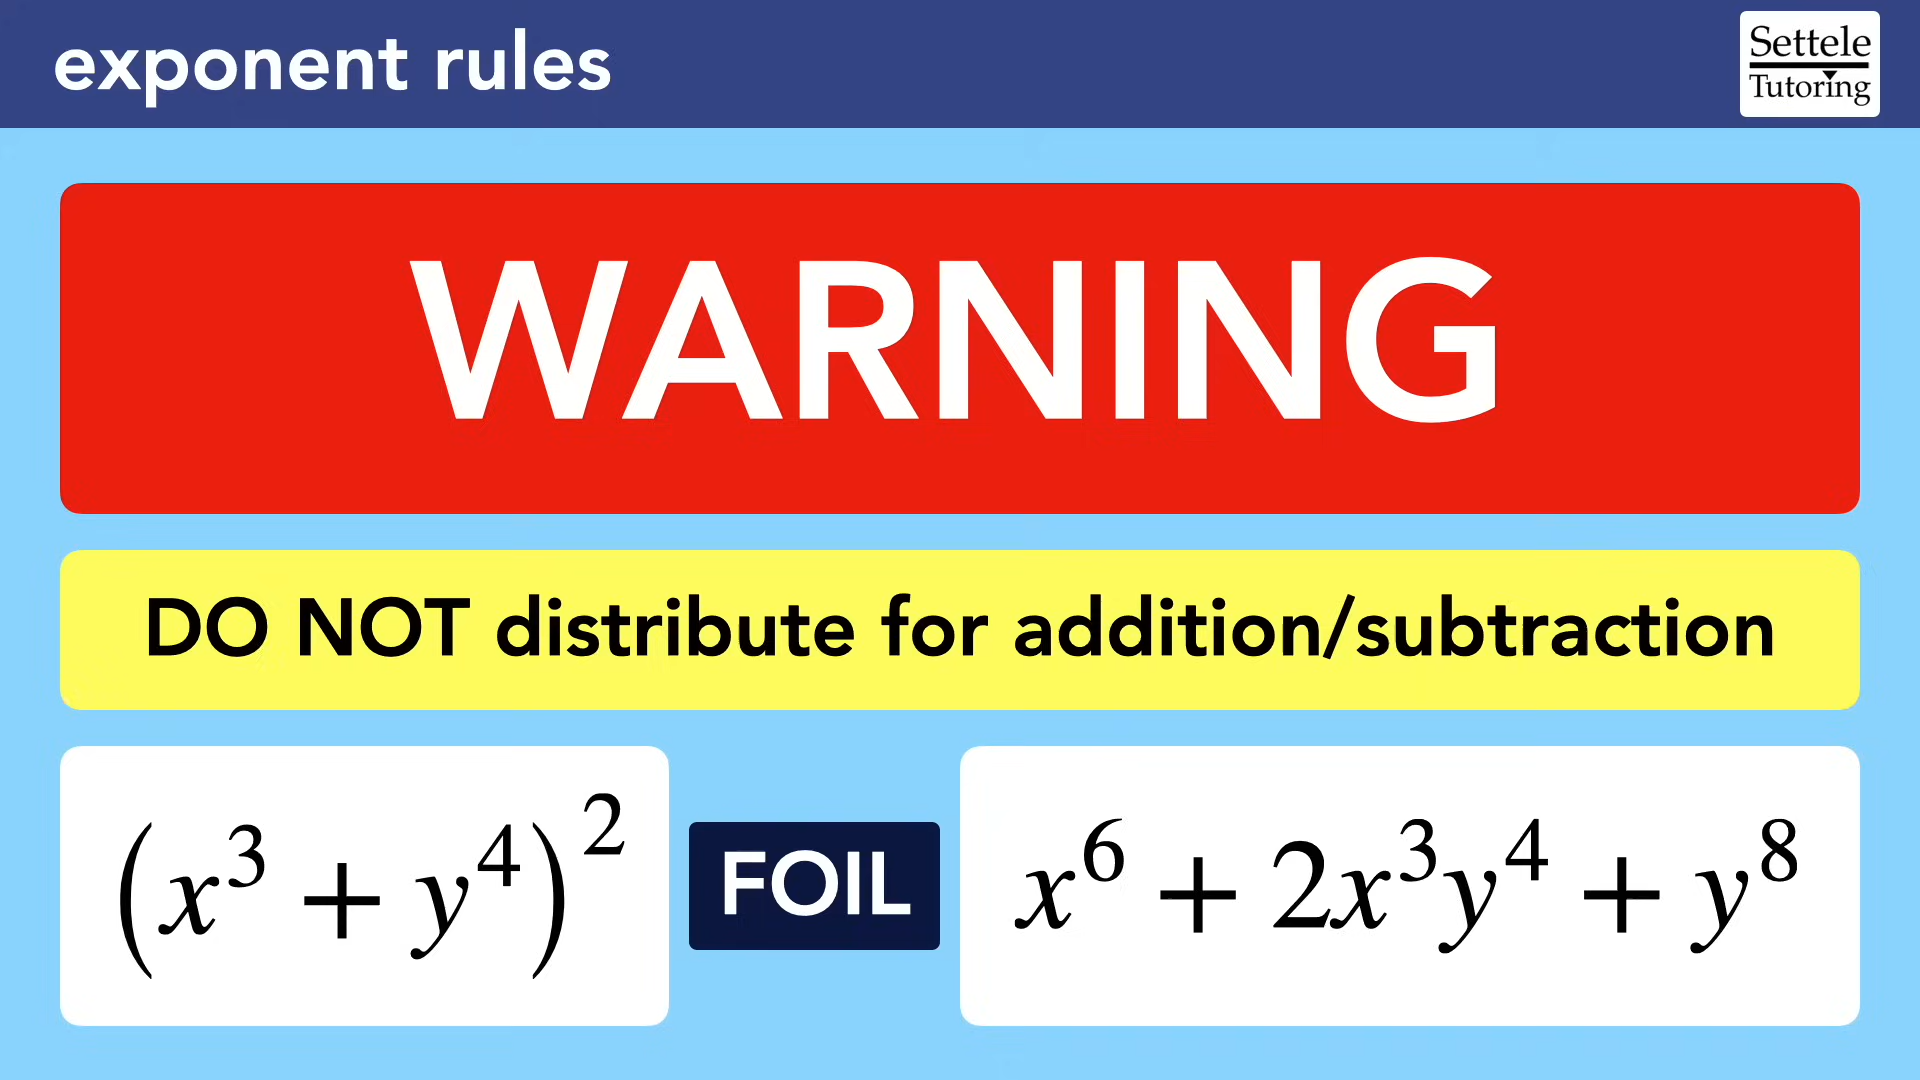 exponent rules
Settele
Tutoring
WARNING
DO NOT distribute for addition/subtraction
(x³ + y⁴)²
FOIL
x⁶ + 2x³y⁴ + y⁸